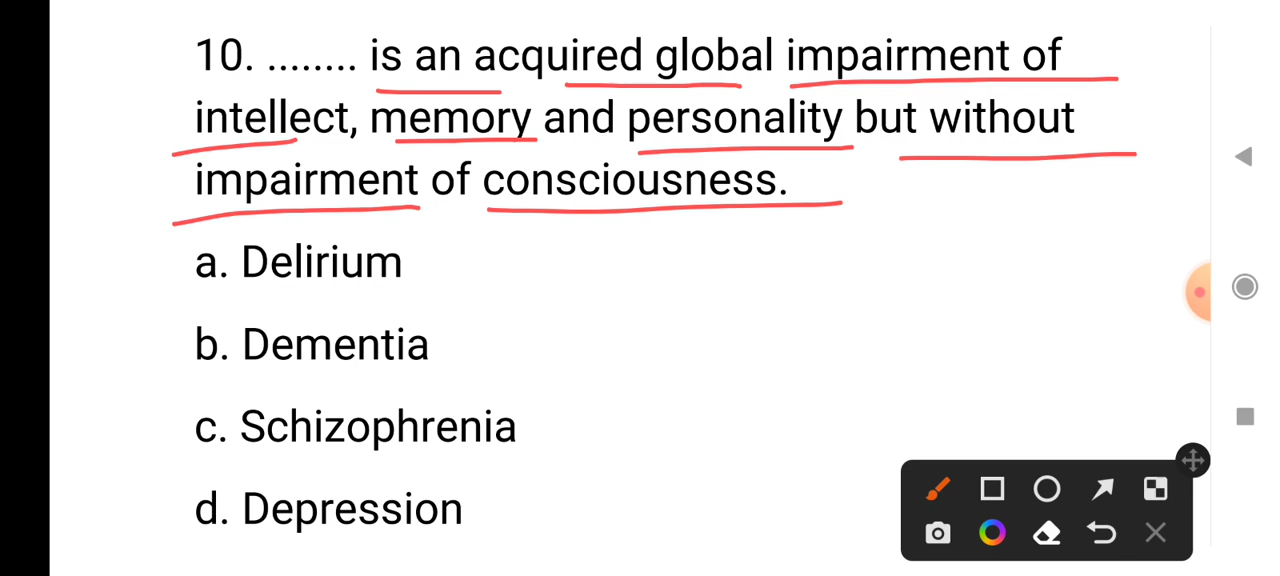 10. ........ is an acquired global impairment of
intellect, memory and personality but without
impairment of consciousness.
a. Delirium
b. Dementia
c. Schizophrenia
d. Depression